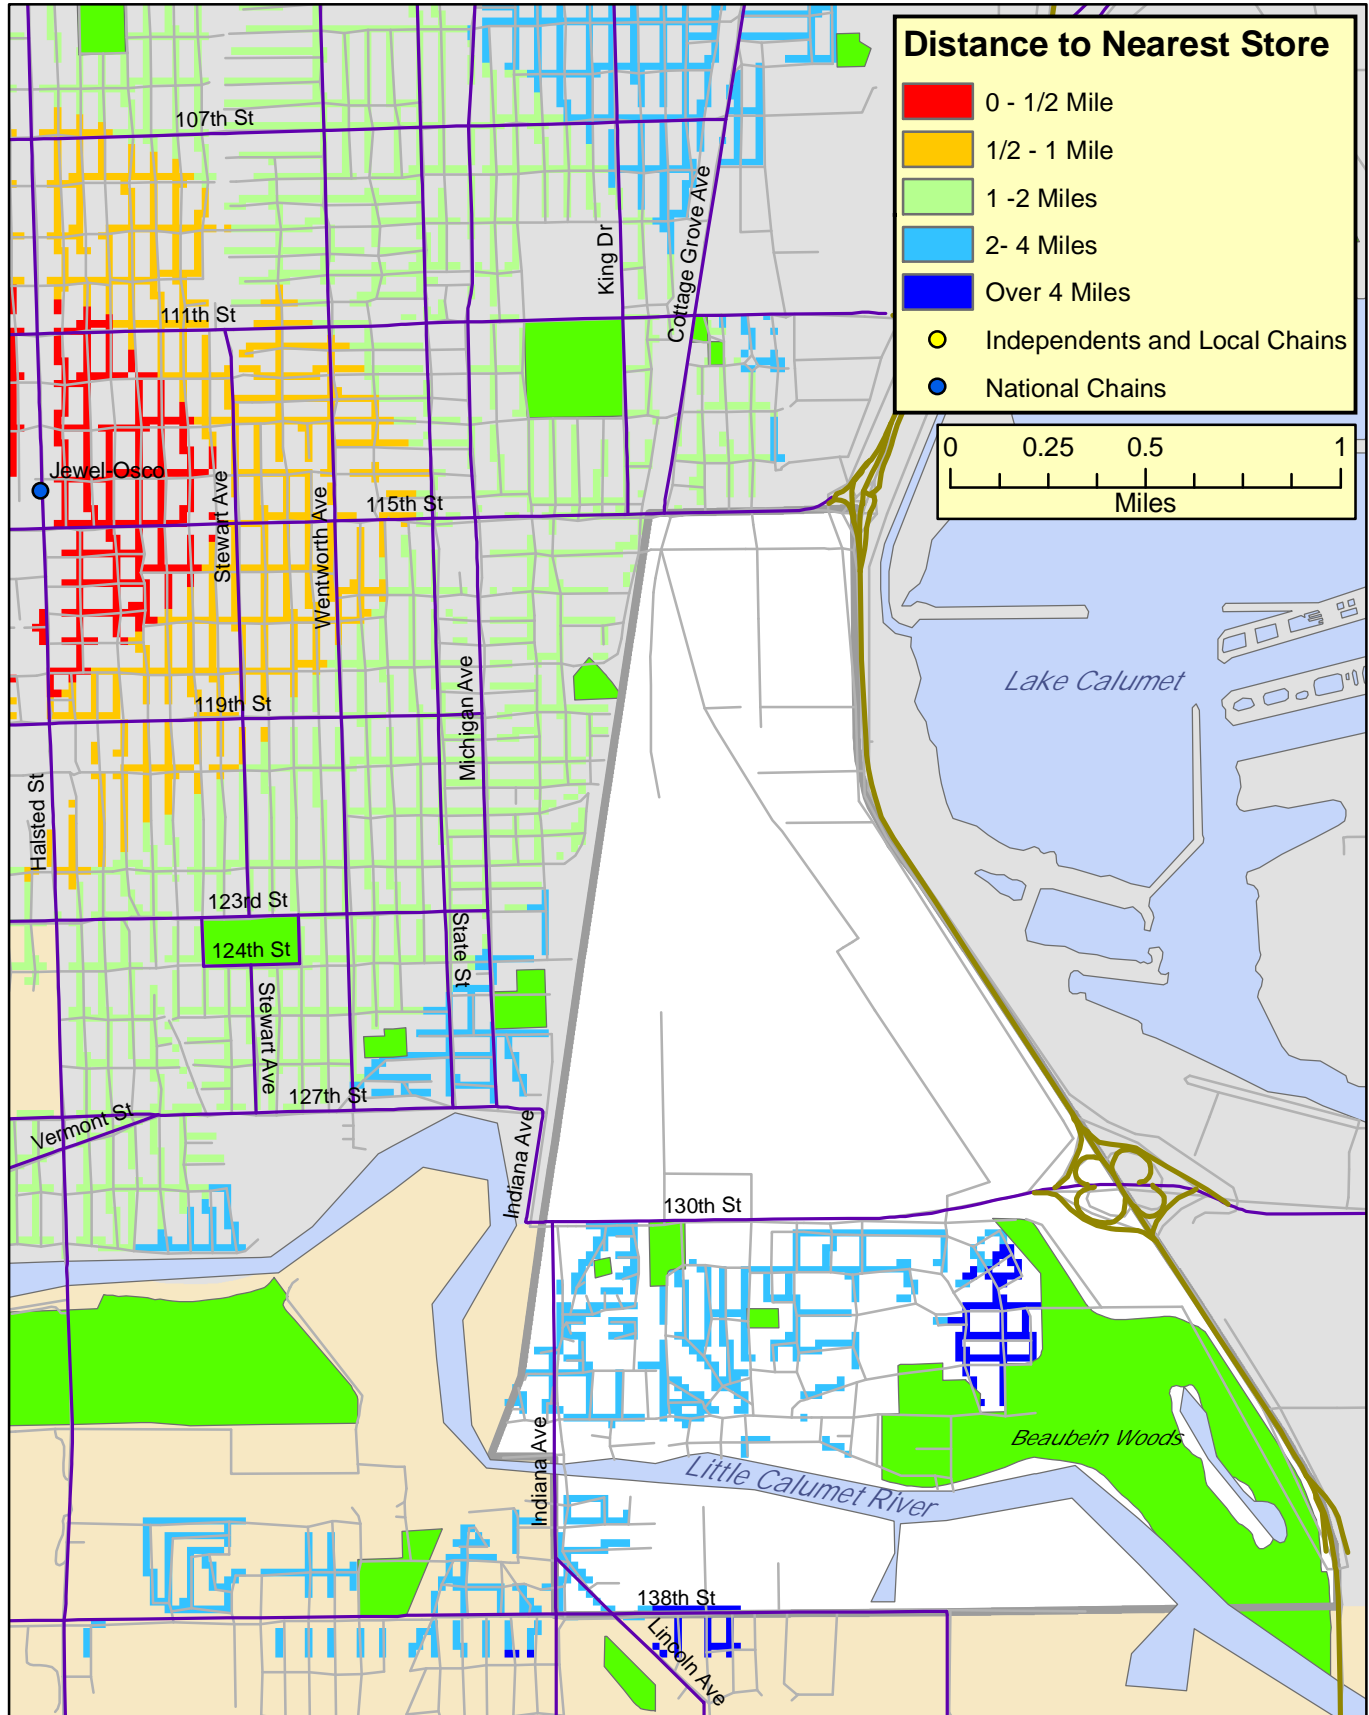 Distance to Nearest Store
0 - 1/2 Mile
1/2 - 1 Mile
1 -2 Miles
2- 4 Miles
Over 4 Miles
Independents and Local Chains
National Chains
0 0.25 0.5 1
Miles
107th St
King Dr
Cottage Grove Ave
111th St
Jewel-Osco
Stewart Ave
Wentworth Ave
115th St
Lake Calumet
Michigan Ave
119th St
Halsted St
123rd St
124th St
State St
Stewart Ave
127th St
Vermont St
Indiana Ave
130th St
Beaubein Woods
Indiana Ave
Little Calumet River
138th St
Lincoln Ave